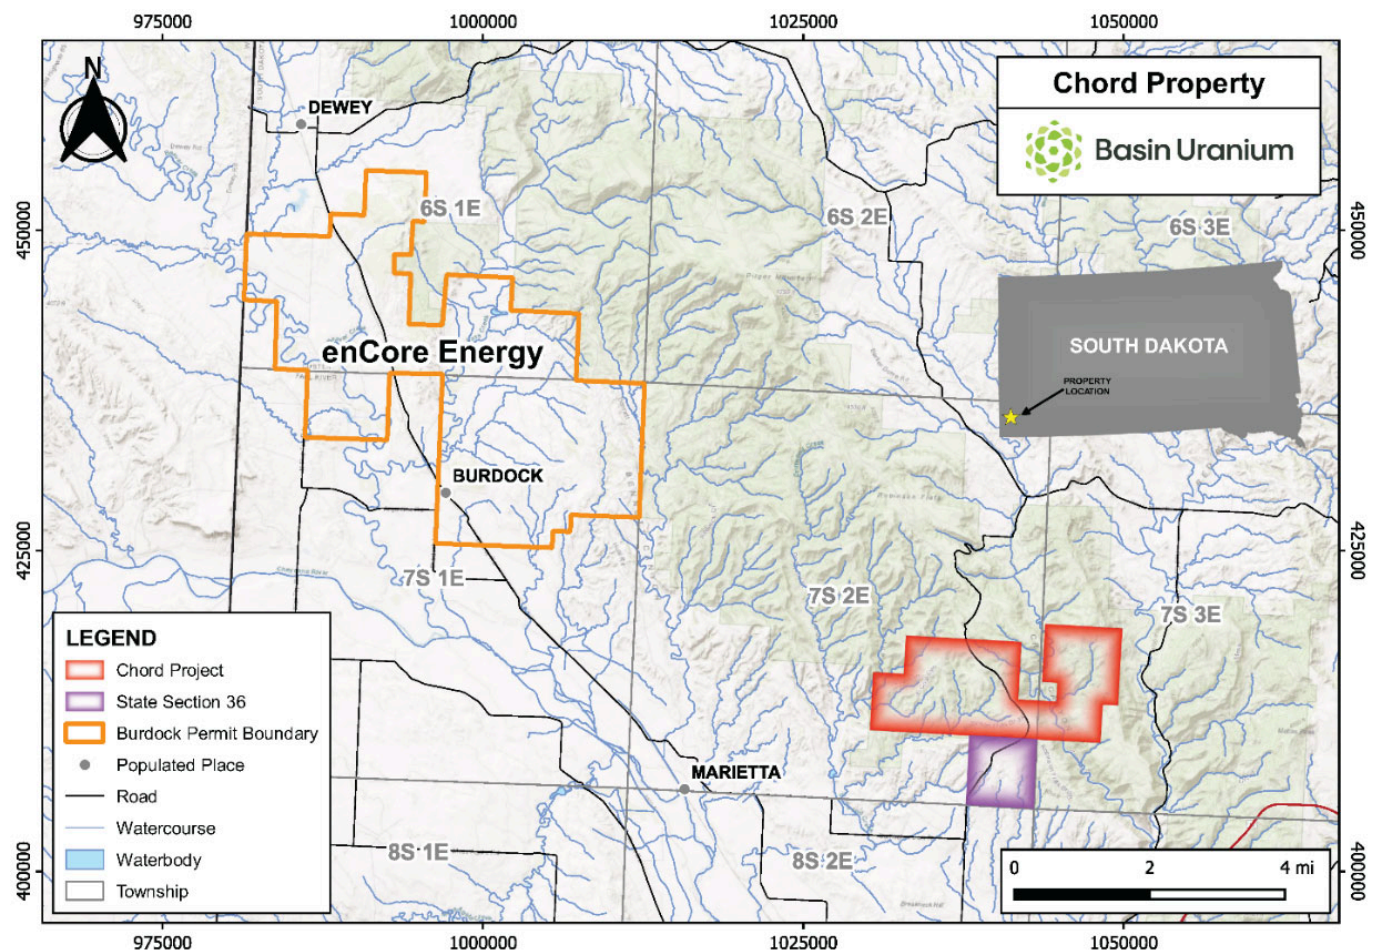 975000
1000000
1025000
1050000
N
DEWEY
Chord Property
Basin Uranium
6S 1E
6S 2E
6S 3E
450000
450000
SOUTH DAKOTA
PROPERTY
LOCATION
enCore Energy
BURDOCK
425000
425000
7S 1E
7S 2E
7S 3E
LEGEND
Chord Project
State Section 36
Burdock Permit Boundary
Populated Place
Road
Watercourse
Waterbody
Township
MARIETTA
8S 1E
8S 2E
0 2 4 mi
400000
400000
975000
1000000
1025000
1050000